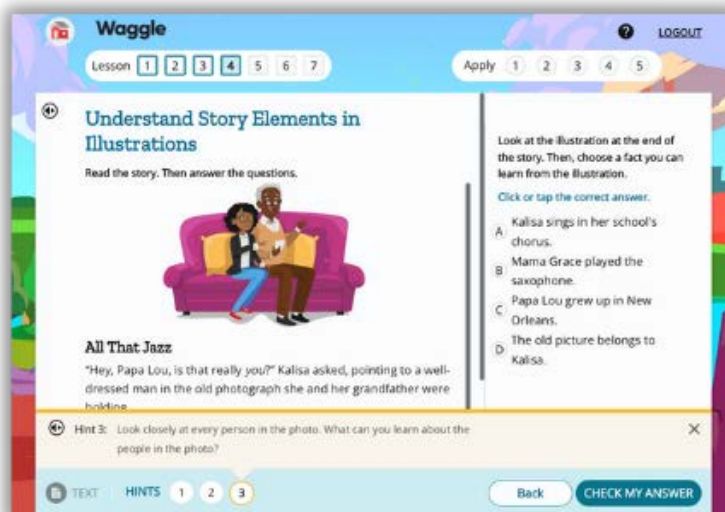 Waggle
LOGOUT
Lesson 1 2 3 4 5 6 7
Apply 1 2 3 4 5
Understand Story Elements in
Illustrations
Read the story. Then answer the questions.
All That Jazz
"Hey, Papa Lou, is that really you?" Kalisa asked, pointing to a well-
dressed man in the old photograph she and her grandfather were
holding
Look at the illustration at the end of
the story. Then, choose a fact you can
learn from the illustration.
Click or tap the correct answer.
A Kalisa sings in her school's
chorus.
B Mama Grace played the
saxophone.
C Papa Lou grew up in New
Orleans.
D The old picture belongs to
Kalisa.
Hint 3: Look closely at every person in the photo. What can you learn about the
people in the photo?
TEXT HINTS 1 2 3
Back
CHECK MY ANSWER